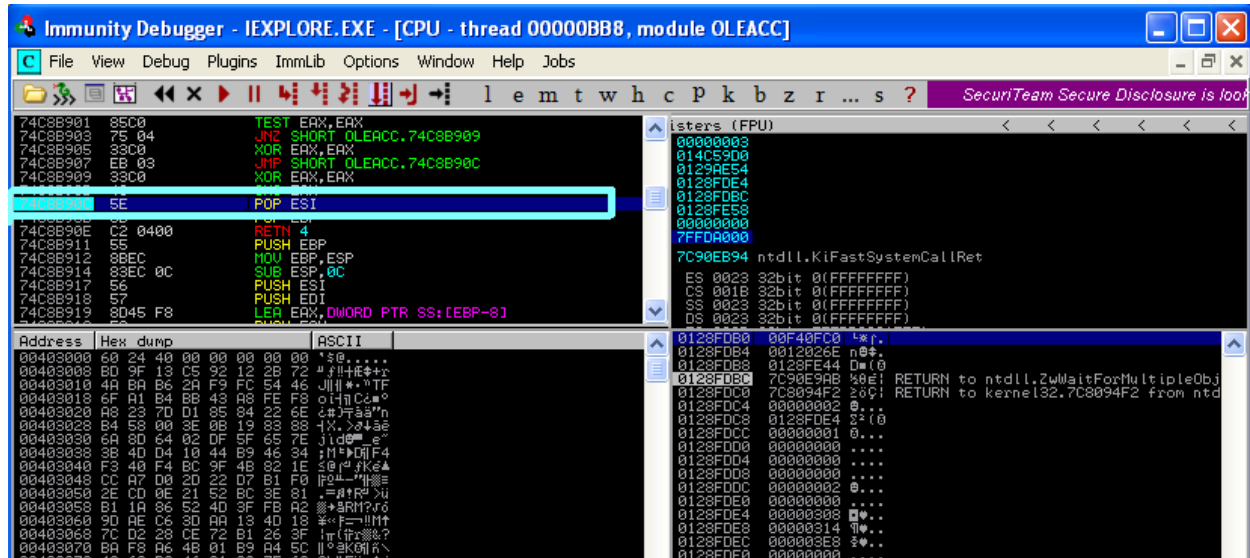 Immunity Debugger - IEXPLORE.EXE - [CPU - thread 00000BB8, module OLEACC]
C File View Debug Plugins ImmLib Options Window Help Jobs
l e m t w h c P k b z r ... s ? SecuriTeam Secure Disclosure is
74C8B901 85C0 TEST EAX,EAX
74C8B903 75 04 JNZ SHORT OLEACC.74C8B909
74C8B905 33C0 XOR EAX,EAX
74C8B907 EB 03 JMP SHORT OLEACC.74C8B90C
74C8B909 33C0 XOR EAX,EAX
74C8B90C 5E POP ESI
74C8B90E C2 0400 RETN 4
74C8B911 55 PUSH EBP
74C8B912 8BEC MOV EBP,ESP
74C8B914 83EC 0C SUB ESP,0C
74C8B917 56 PUSH ESI
74C8B918 57 PUSH EDI
74C8B919 8D45 F8 LEA EAX,DWORD PTR SS:[EBP-8]
isters (FPU) < < < < < <
00000003
014C59D0
0129AE54
0128FDE4
0128FDBC
0128FE58
00000000
7FFDA000
7C90EB94 ntdll.KiFastSystemCallRet
ES 0023 32bit 0(FFFFFFFF)
CS 001B 32bit 0(FFFFFFFF)
SS 0023 32bit 0(FFFFFFFF)
DS 0023 32bit 0(FFFFFFFF)
Address Hex dump ASCII
00403000 60 24 40 00 00 00 00 00 `$@.....
00403008 BD 9F 13 C5 92 12 2B 72
00403010 4A BA B6 2A F9 FC 54 46
00403018 6F A1 B4 BB 43 A8 FE F8
00403020 A8 23 7D D1 85 84 22 6E
00403028 B4 58 00 3E 0B 19 83 88
00403030 6A 8D 64 02 DF 5F 65 7E
00403038 3B 4D D4 10 44 B9 46 34
00403040 F3 40 F4 BC 9F 4B 82 1E
00403048 CC A7 D0 2D 22 D7 B1 F0
00403050 2E CD 0E 21 52 BC 3E 81
00403058 B1 1A 86 52 4D 3F FB A2
00403060 9D AE C6 3D AA 13 4D 18
00403068 7C D2 28 CE 72 B1 26 3F
00403070 BA F8 A6 4B 01 B9 A4 5C
0128FDB0 00F40FC0
0128FDB4 0012026E
0128FDB8 0128FE44
0128FDBC 7C90E9AB RETURN to ntdll.ZwWaitForMultipleObj
0128FDC0 7C8094F2 RETURN to kernel32.7C8094F2 from ntd
0128FDC4 00000002
0128FDC8 0128FDE4
0128FDCC 00000001
0128FDD0 00000000 ....
0128FDD4 00000000 ....
0128FDD8 00000000 ....
0128FDDC 00000002
0128FDE0 00000000 ....
0128FDE4 00000308
0128FDE8 00000314
0128FDEC 000003E8
0128FDF0 00000000